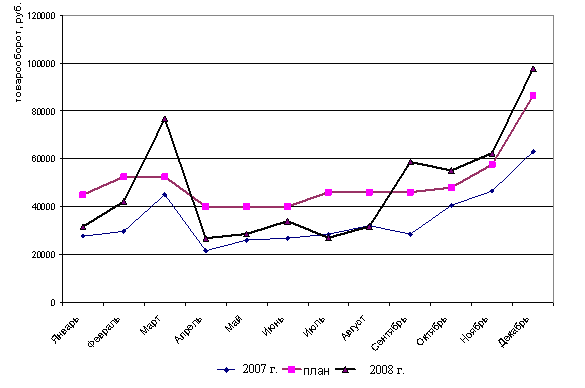 товарооборот, руб.
120000
100000
80000
60000
40000
20000
0
Январь
Февраль
Март
Апрель
Май
Июнь
Июль
Август
Сентябрь
Октябрь
Ноябрь
Декабрь
2007 г. план 2008 г.